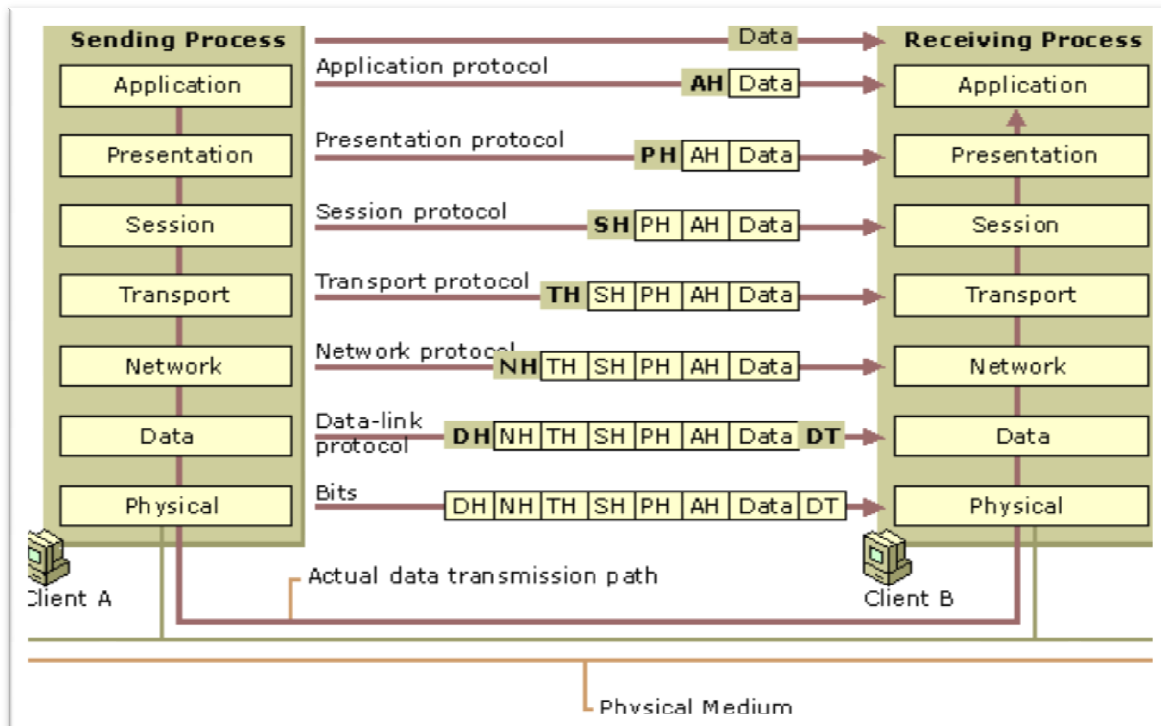 Sending Process
Data
Receiving Process
Application
Application protocol
AH Data
Application
Presentation
Presentation protocol
PH AH Data
Presentation
Session
Session protocol
SH PH AH Data
Session
Transport
Transport protocol
TH SH PH AH Data
Transport
Network
Network protocol
NH TH SH PH AH Data
Network
Data
Data-link
protocol
DH NH TH SH PH AH Data DT
Data
Physical
Bits
DH NH TH SH PH AH Data DT
Physical
Client A
Actual data transmission path
Client B
Physical Medium